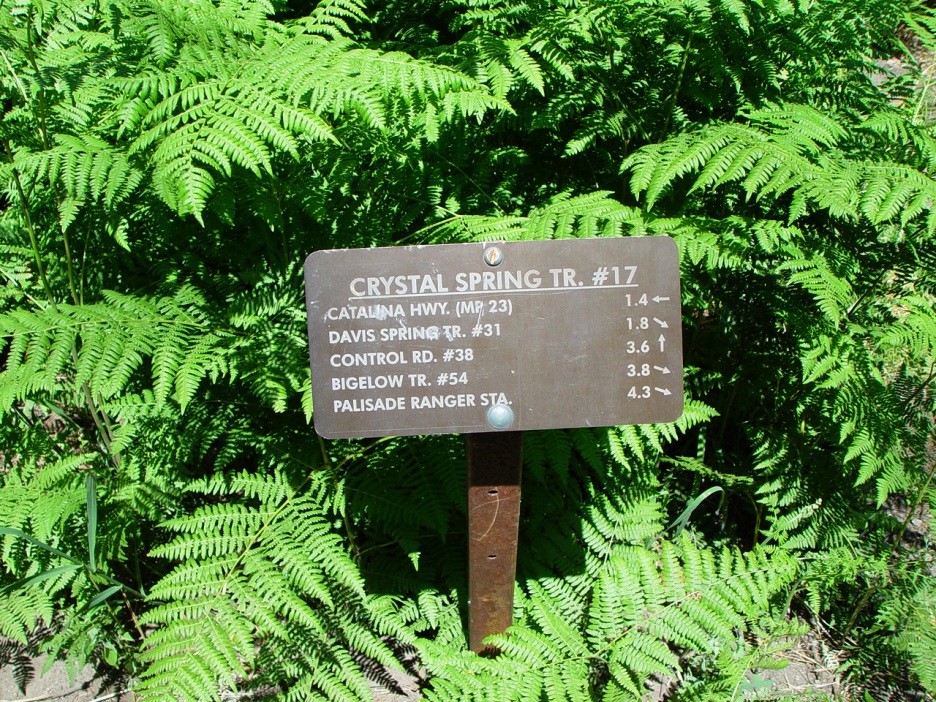 CRYSTAL SPRING TR. #17
CATALINA HWY. (MP 23) 1.4 ←
DAVIS SPRING TR. #31 1.8 ↘
CONTROL RD. #38 3.6 ↑
BIGELOW TR. #54 3.8 ↘
PALISADE RANGER STA. 4.3 ↘